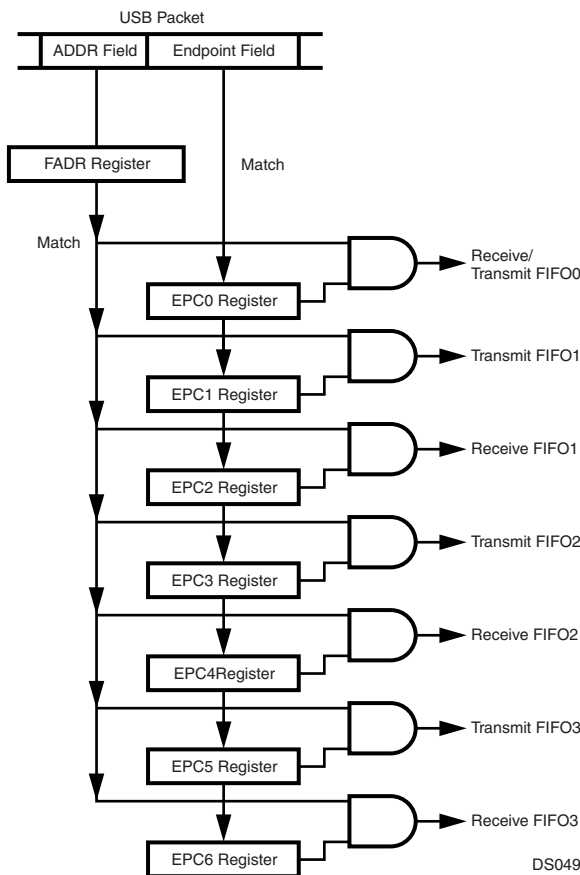 USB Packet
ADDR Field
Endpoint Field
FADR Register
Match
Match
Receive/
Transmit FIFO0
EPC0 Register
Transmit FIFO1
EPC1 Register
Receive FIFO1
EPC2 Register
Transmit FIFO2
EPC3 Register
Receive FIFO2
EPC4Register
Transmit FIFO3
EPC5 Register
Receive FIFO3
EPC6 Register
DS049